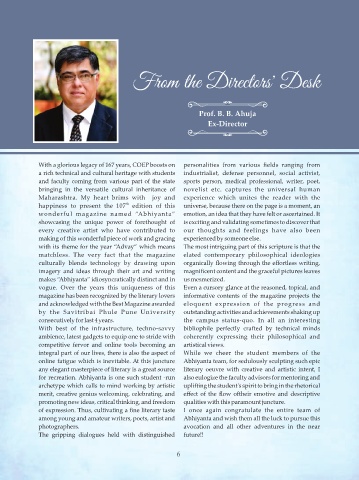 From the Directors' Desk
Prof. B. B. Ahuja
Ex-Director
With a glorious legacy of 167 years, COEP boasts on
a rich technical and cultural heritage with students
and faculty coming from various part of the state
bringing in the versatile cultural inheritance of
Maharashtra. My heart brims with joy and
happiness to present the 107th edition of this
wonderful magazine named "Abhiyanta"
showcasing the unique power of forethought of
every creative artist who have contributed to
making of this wonderful piece of work and gracing
with its theme for the year "Advay" which means
matchless. The very fact that the magazine
culturally blends technology by drawing upon
imagery and ideas through their art and writing
makes "Abhiyanta" idiosyncratically distinct and in
vogue. Over the years this uniqueness of this
magazine has been recognized by the literary lovers
and acknowledged with the Best Magazine awarded
by the Savitribai Phule Pune University
consecutively for last 4 years.
With best of the infrastructure, techno-savvy
ambience, latest gadgets to equip one to stride with
competitive fervor and online tools becoming an
integral part of our lives, there is also the aspect of
online fatigue which is inevitable. At this juncture
any elegant masterpiece of literary is a great source
for recreation. Abhiyanta is one such student -run
archetype which calls to mind working by artistic
merit, creative genius welcoming, celebrating, and
promoting new ideas, critical thinking, and freedom
of expression. Thus, cultivating a fine literary taste
among young and amateur writers, poets, artist and
photographers.
The gripping dialogues held with distinguished
personalities from various fields ranging from
industrialist, defense personnel, social activist,
sports person, medical professional, writer, poet,
novelist etc. captures the universal human
experience which unites the reader with the
universe, because there on the page is a moment, an
emotion, an idea that they have felt or ascertained. It
is exciting and validating sometimes to discover that
our thoughts and feelings have also been
experienced by someone else.
The most intriguing part of this scripture is that the
elated contemporary philosophical ideologies
organically flowing through the effortless writing,
magnificent content and the graceful pictures leaves
us mesmerized.
Even a cursory glance at the reasoned, topical, and
informative contents of the magazine projects the
eloquent expression of the progress and
outstanding activities and achievements shaking up
the campus status-quo. In all an interesting
bibliophile perfectly crafted by technical minds
coherently expressing their philosophical and
artistical views.
While we cheer the student members of the
Abhiyanta team, for sedulously sculpting such epic
literary oeuvre with creative and artistic intent, I
also eulogize the faculty advisors for mentoring and
uplifting the student's spirit to bring in the rhetorical
effect of the flow of their emotive and descriptive
qualities with this paramount juncture.
I once again congratulate the entire team of
Abhiyanta and wish them all the luck to pursue this
avocation and all other adventures in the near
future!!
6